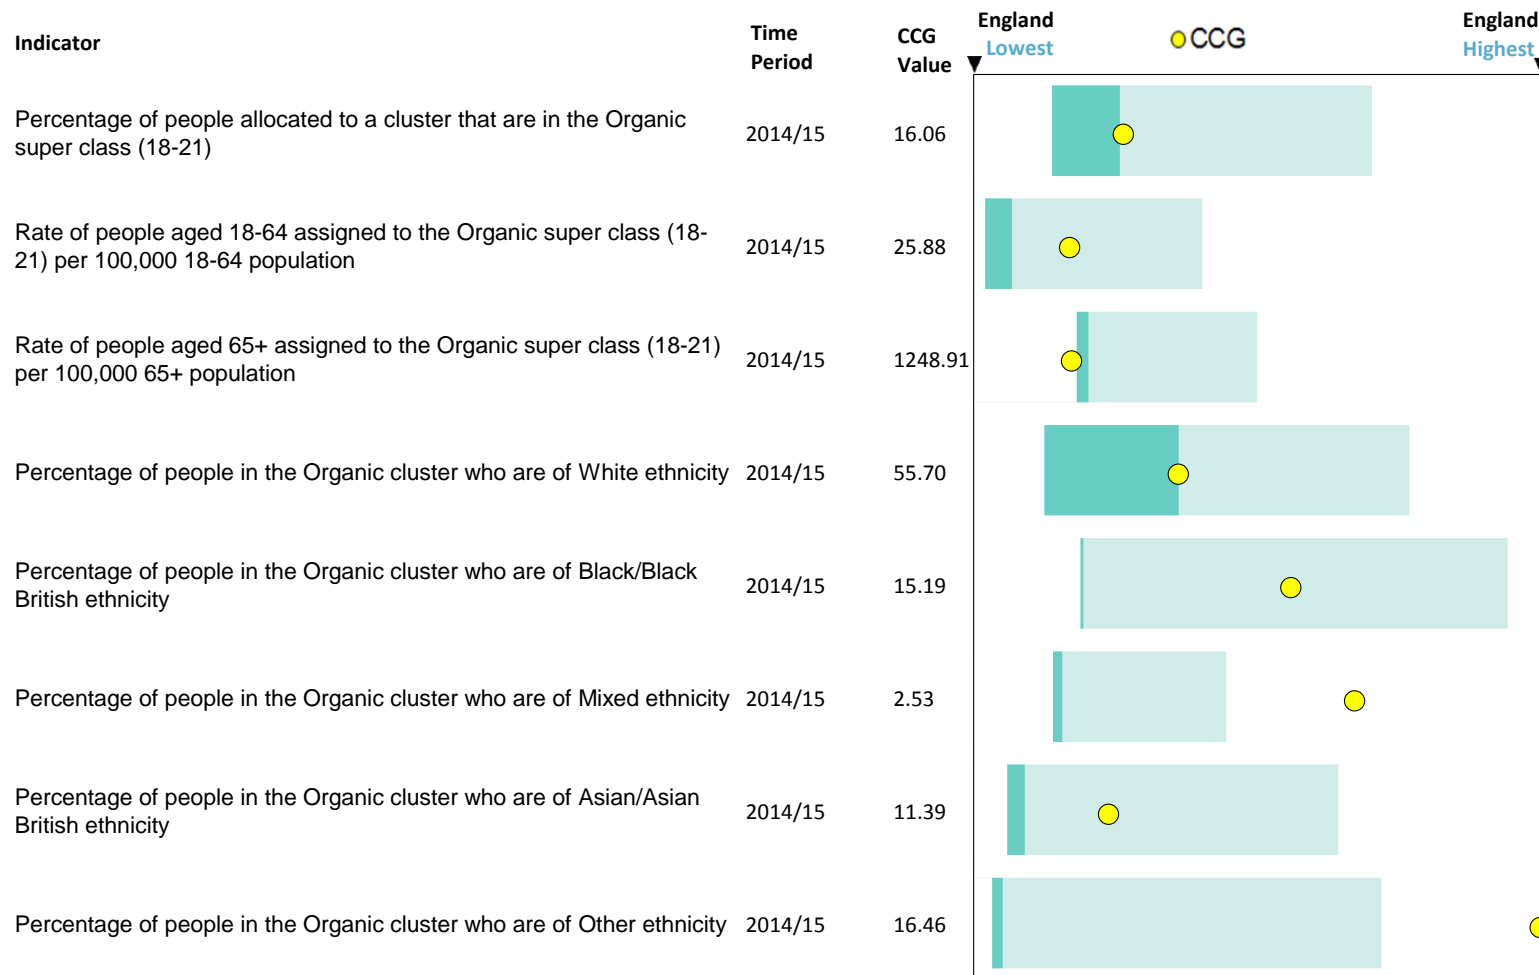 Indicator
Time
Period
CCG
Value
England
Lowest
CCG
England
Highest
Percentage of people allocated to a cluster that are in the Organic
super class (18-21)
2014/15
16.06
Rate of people aged 18-64 assigned to the Organic super class (18-
21) per 100,000 18-64 population
2014/15
25.88
Rate of people aged 65+ assigned to the Organic super class (18-21)
per 100,000 65+ population
2014/15
1248.91
Percentage of people in the Organic cluster who are of White ethnicity
2014/15
55.70
Percentage of people in the Organic cluster who are of Black/Black
British ethnicity
2014/15
15.19
Percentage of people in the Organic cluster who are of Mixed ethnicity
2014/15
2.53
Percentage of people in the Organic cluster who are of Asian/Asian
British ethnicity
2014/15
11.39
Percentage of people in the Organic cluster who are of Other ethnicity
2014/15
16.46